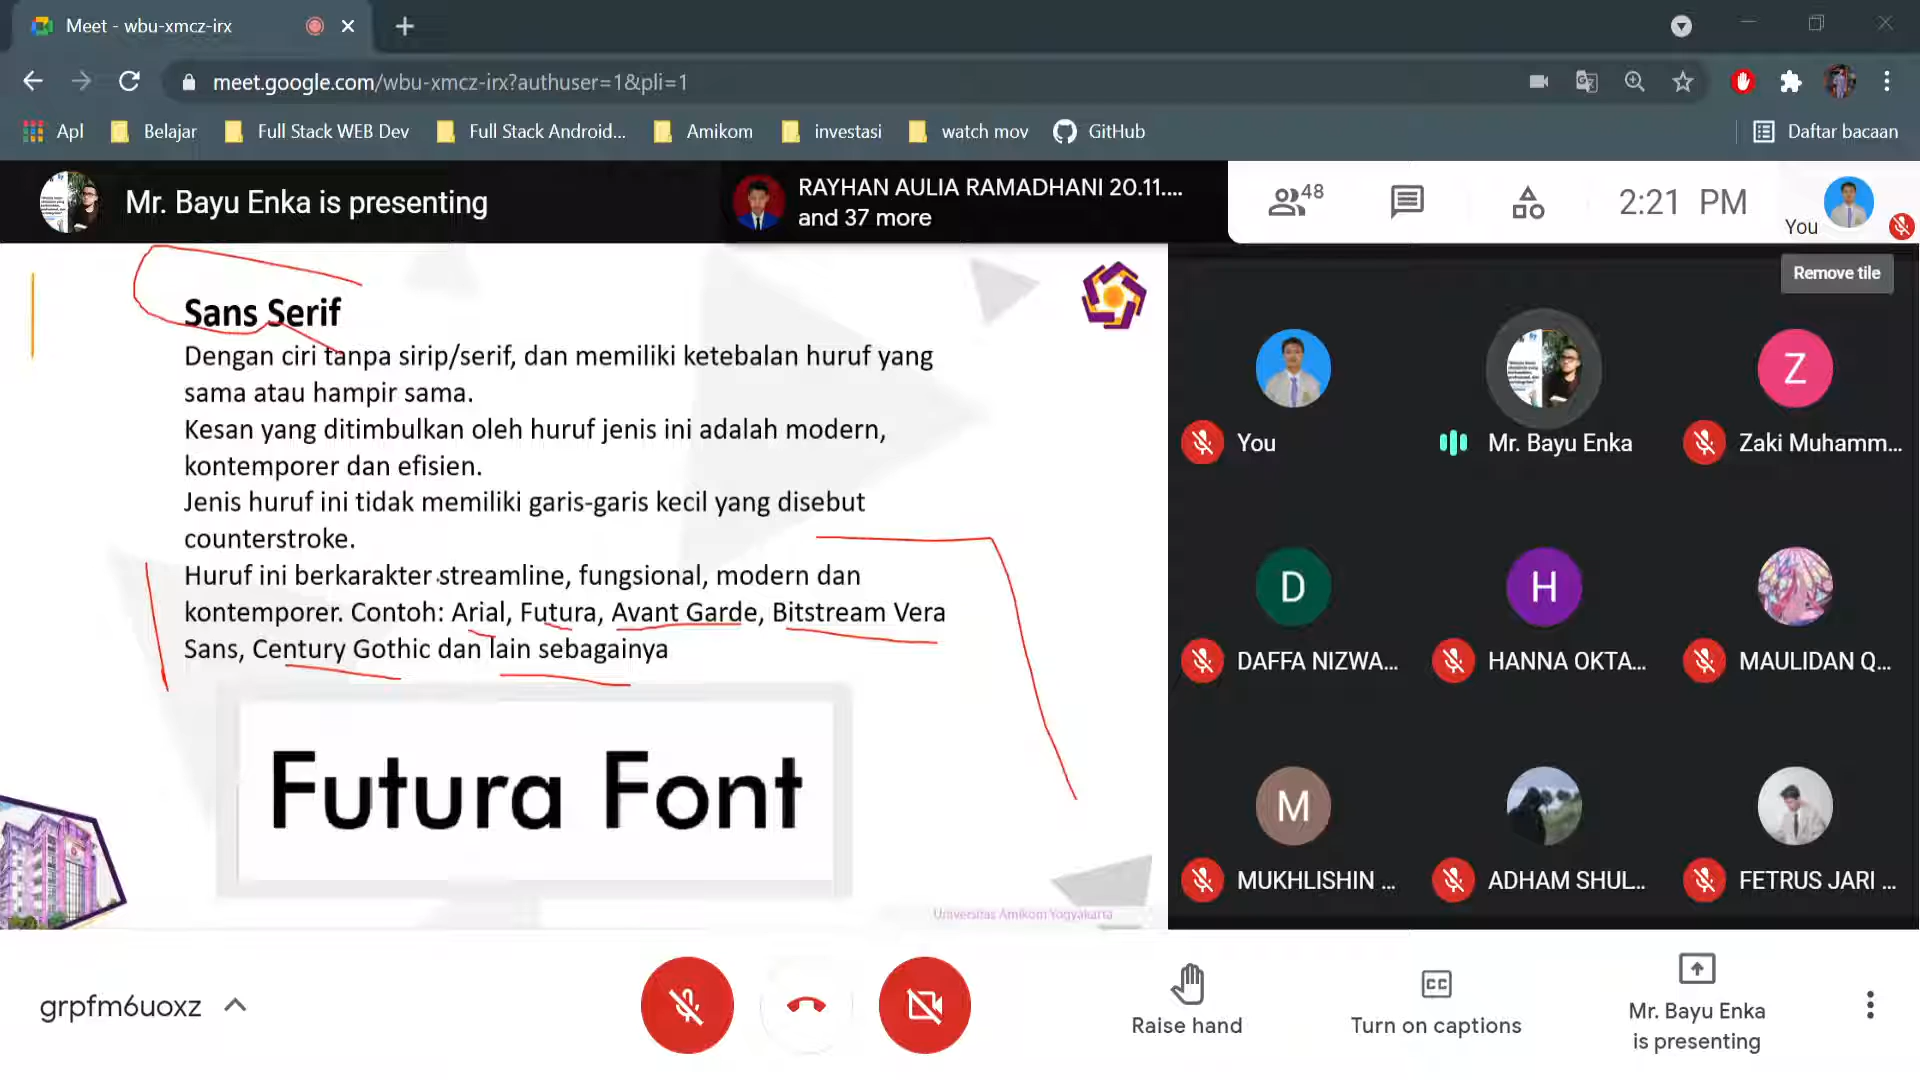 Meet - wbu-xmcz-irx
meet.google.com/wbu-xmcz-irx?authuser=1&pli=1
Apl
Belajar
Full Stack WEB Dev
Full Stack Android...
Amikom
investasi
watch mov
GitHub
Daftar bacaan
Mr. Bayu Enka is presenting
RAYHAN AULIA RAMADHANI 20.11....
and 37 more
48
2:21 PM
You
Remove tile
Sans Serif
Dengan ciri tanpa sirip/serif, dan memiliki ketebalan huruf yang
sama atau hampir sama.
Kesan yang ditimbulkan oleh huruf jenis ini adalah modern,
kontemporer dan efisien.
Jenis huruf ini tidak memiliki garis-garis kecil yang disebut
counterstroke.
Huruf ini berkarakter streamline, fungsional, modern dan
kontemporer. Contoh: Arial, Futura, Avant Garde, Bitstream Vera
Sans, Century Gothic dan lain sebagainya
Futura Font
Universitas Amikom Yogyakarta
You
Mr. Bayu Enka
Z
Zaki Muhamm...
D
DAFFA NIZWA...
H
HANNA OKTA...
MAULIDAN Q...
M
MUKHLISHIN ...
ADHAM SHUL...
FETRUS JARI ...
grpfm6uoxz
Raise hand
CC
Turn on captions
Mr. Bayu Enka
is presenting